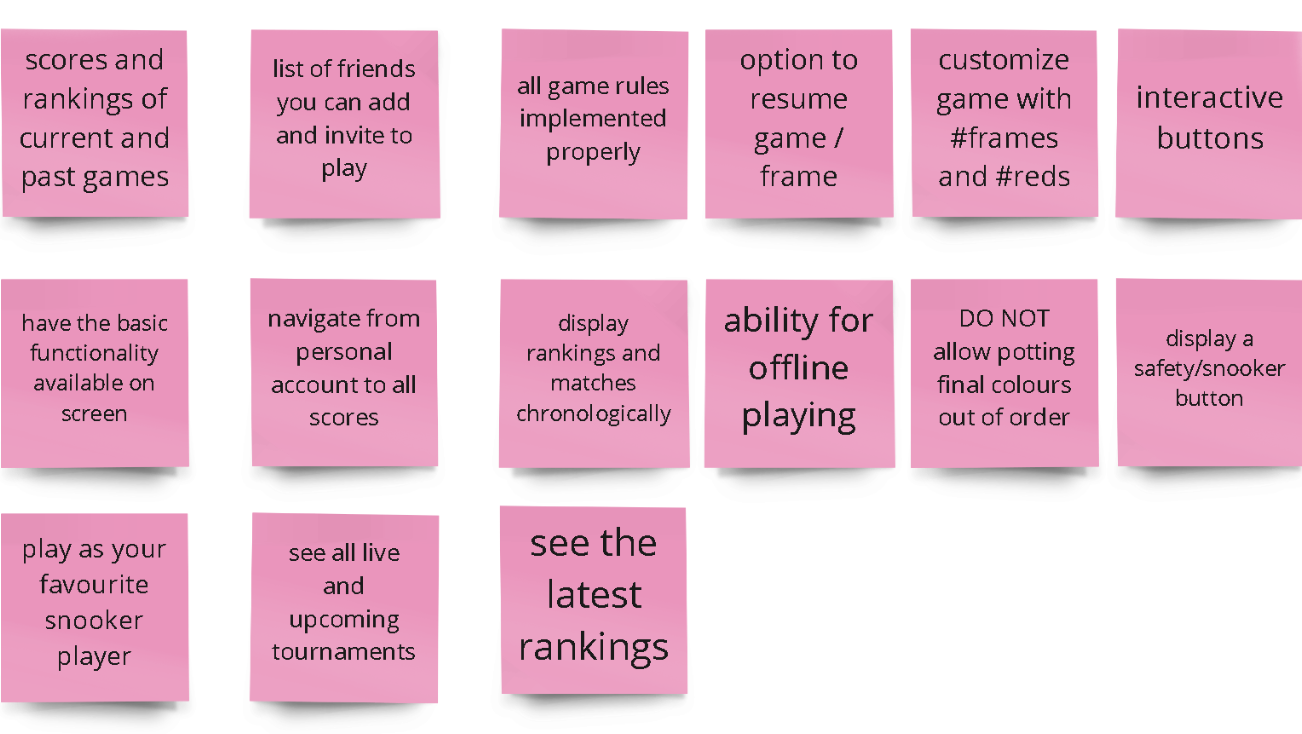 scores and
rankings of
current and
past games
list of friends
you can add
and invite to
play
all game rules
implemented
properly
option to
resume
game /
frame
customize
game with
#frames
and #reds
interactive
buttons
have the basic
functionality
available on
screen
navigate from
personal
account to all
scores
display
rankings and
matches
chronologically
ability for
offline
playing
DO NOT
allow potting
final colours
out of order
display a
safety/snooker
button
play as your
favourite
snooker
player
see all live
and
upcoming
tournaments
see the
latest
rankings